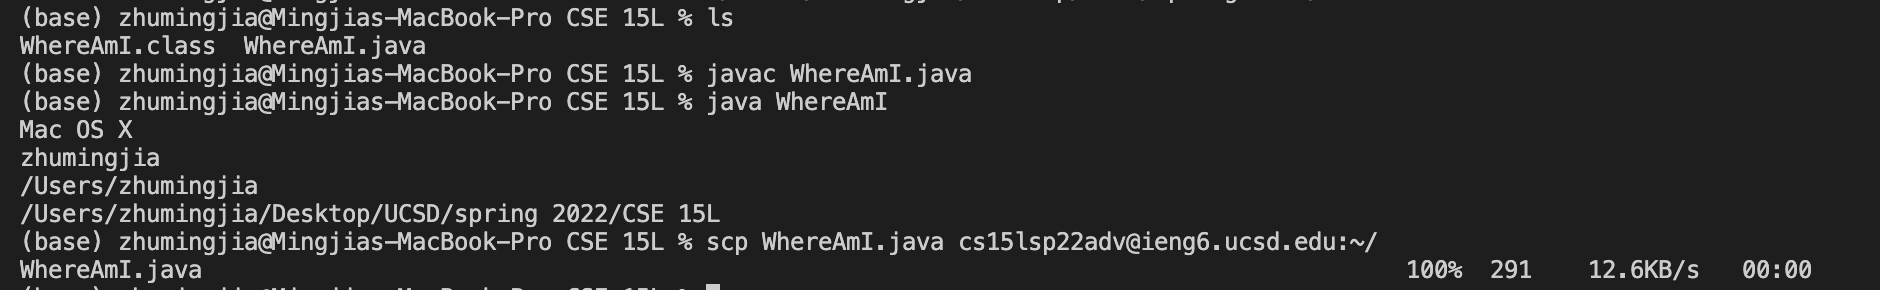 (base) zhumingjia@Mingjias-MacBook-Pro CSE 15L % ls
WhereAmI.class  WhereAmI.java
(base) zhumingjia@Mingjias-MacBook-Pro CSE 15L % javac WhereAmI.java
(base) zhumingjia@Mingjias-MacBook-Pro CSE 15L % java WhereAmI
Mac OS X
zhumingjia
/Users/zhumingjia
/Users/zhumingjia/Desktop/UCSD/spring 2022/CSE 15L
(base) zhumingjia@Mingjias-MacBook-Pro CSE 15L % scp WhereAmI.java cs15lsp22adv@ieng6.ucsd.edu:~/
WhereAmI.java 100% 291 12.6KB/s 00:00